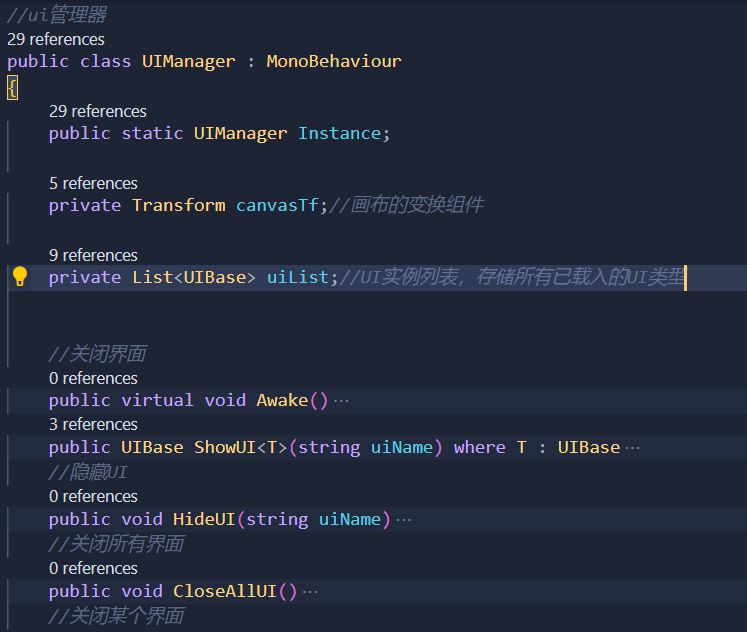 //ui管理器
29 references
public class UIManager : MonoBehaviour
{
29 references
public static UIManager Instance;
5 references
private Transform canvasTf;//画布的变换组件
9 references
private List<UIBase> uiList;//UI实例列表，存储所有已载入的UI类型
//关闭界面
0 references
public virtual void Awake()···
3 references
public UIBase ShowUI<T>(string uiName) where T : UIBase···
//隐藏UI
0 references
public void HideUI(string uiName)···
//关闭所有界面
0 references
public void CloseAllUI()···
//关闭某个界面